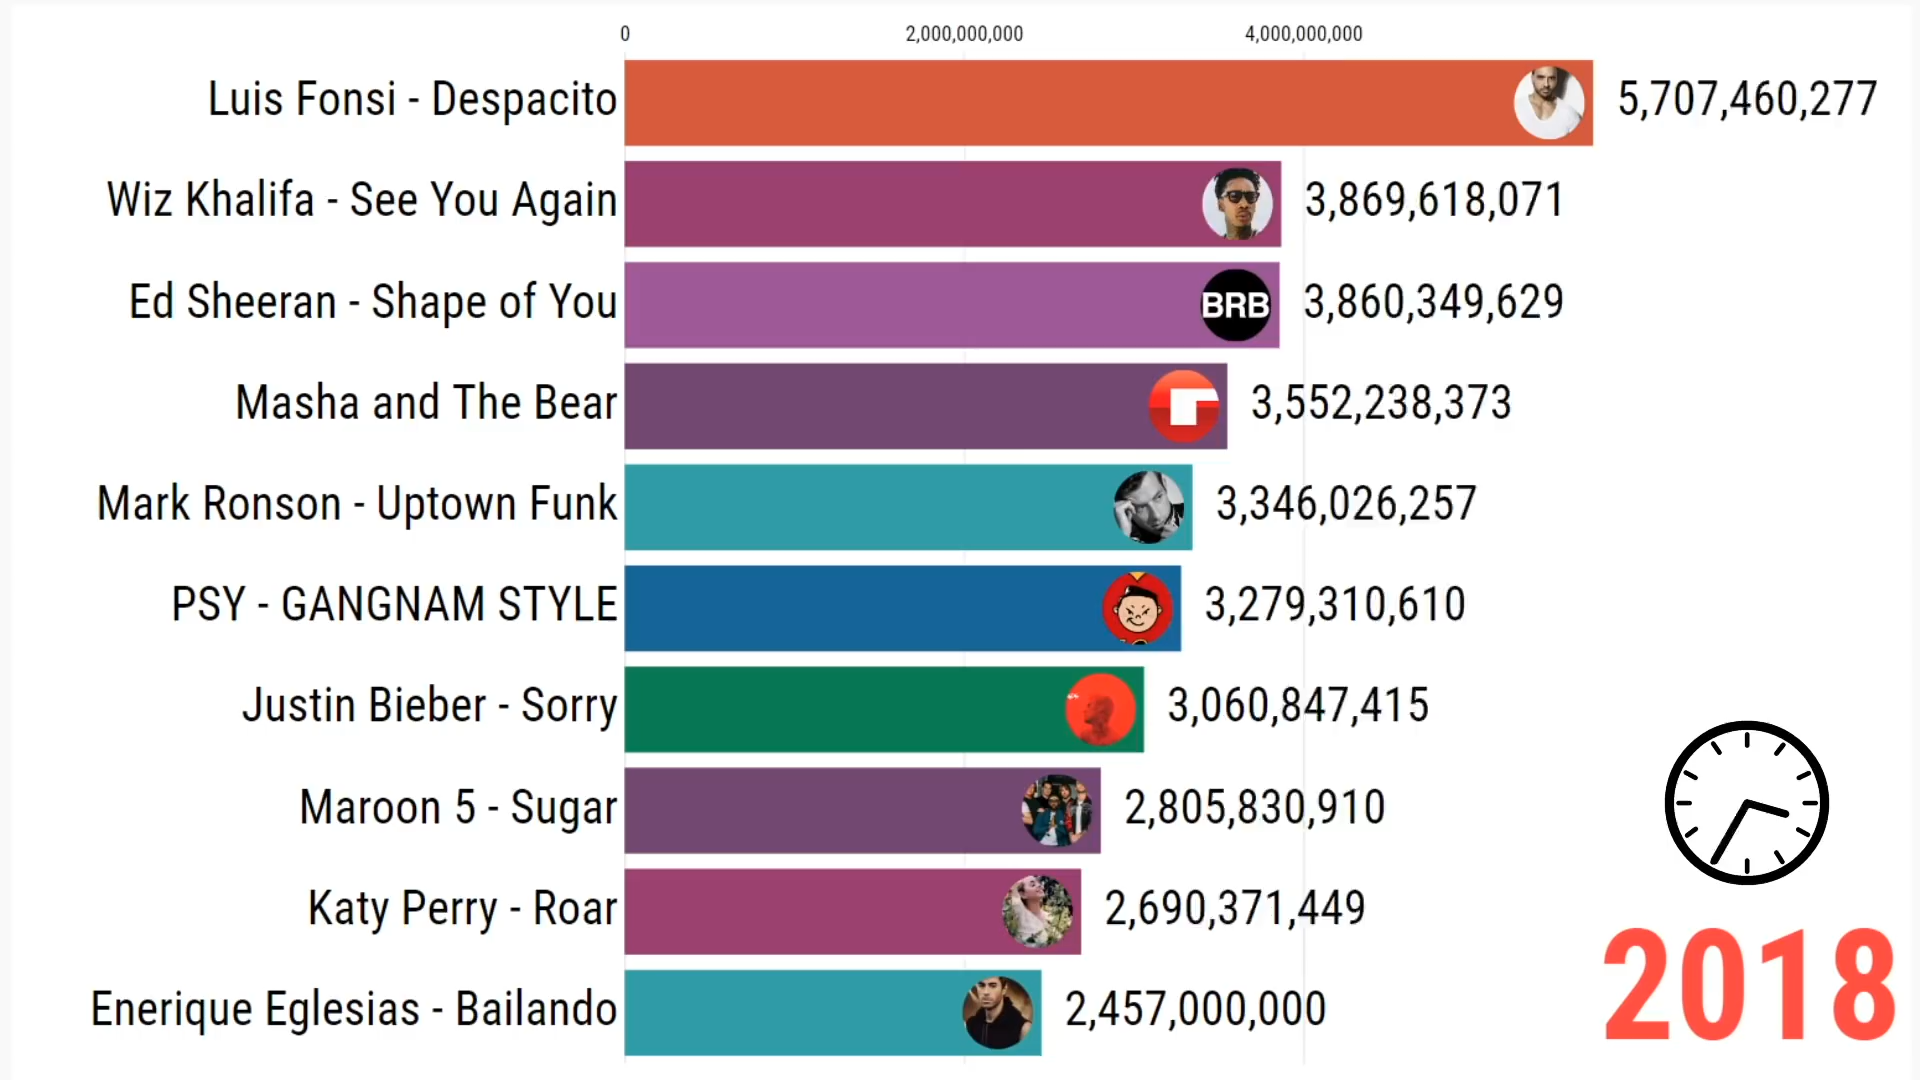 0 2,000,000,000 4,000,000,000
Luis Fonsi - Despacito 5,707,460,277
Wiz Khalifa - See You Again 3,869,618,071
Ed Sheeran - Shape of You BRB 3,860,349,629
Masha and The Bear 3,552,238,373
Mark Ronson - Uptown Funk 3,346,026,257
PSY - GANGNAM STYLE 3,279,310,610
Justin Bieber - Sorry 3,060,847,415
Maroon 5 - Sugar 2,805,830,910
Katy Perry - Roar 2,690,371,449
Enerique Eglesias - Bailando 2,457,000,000
2018